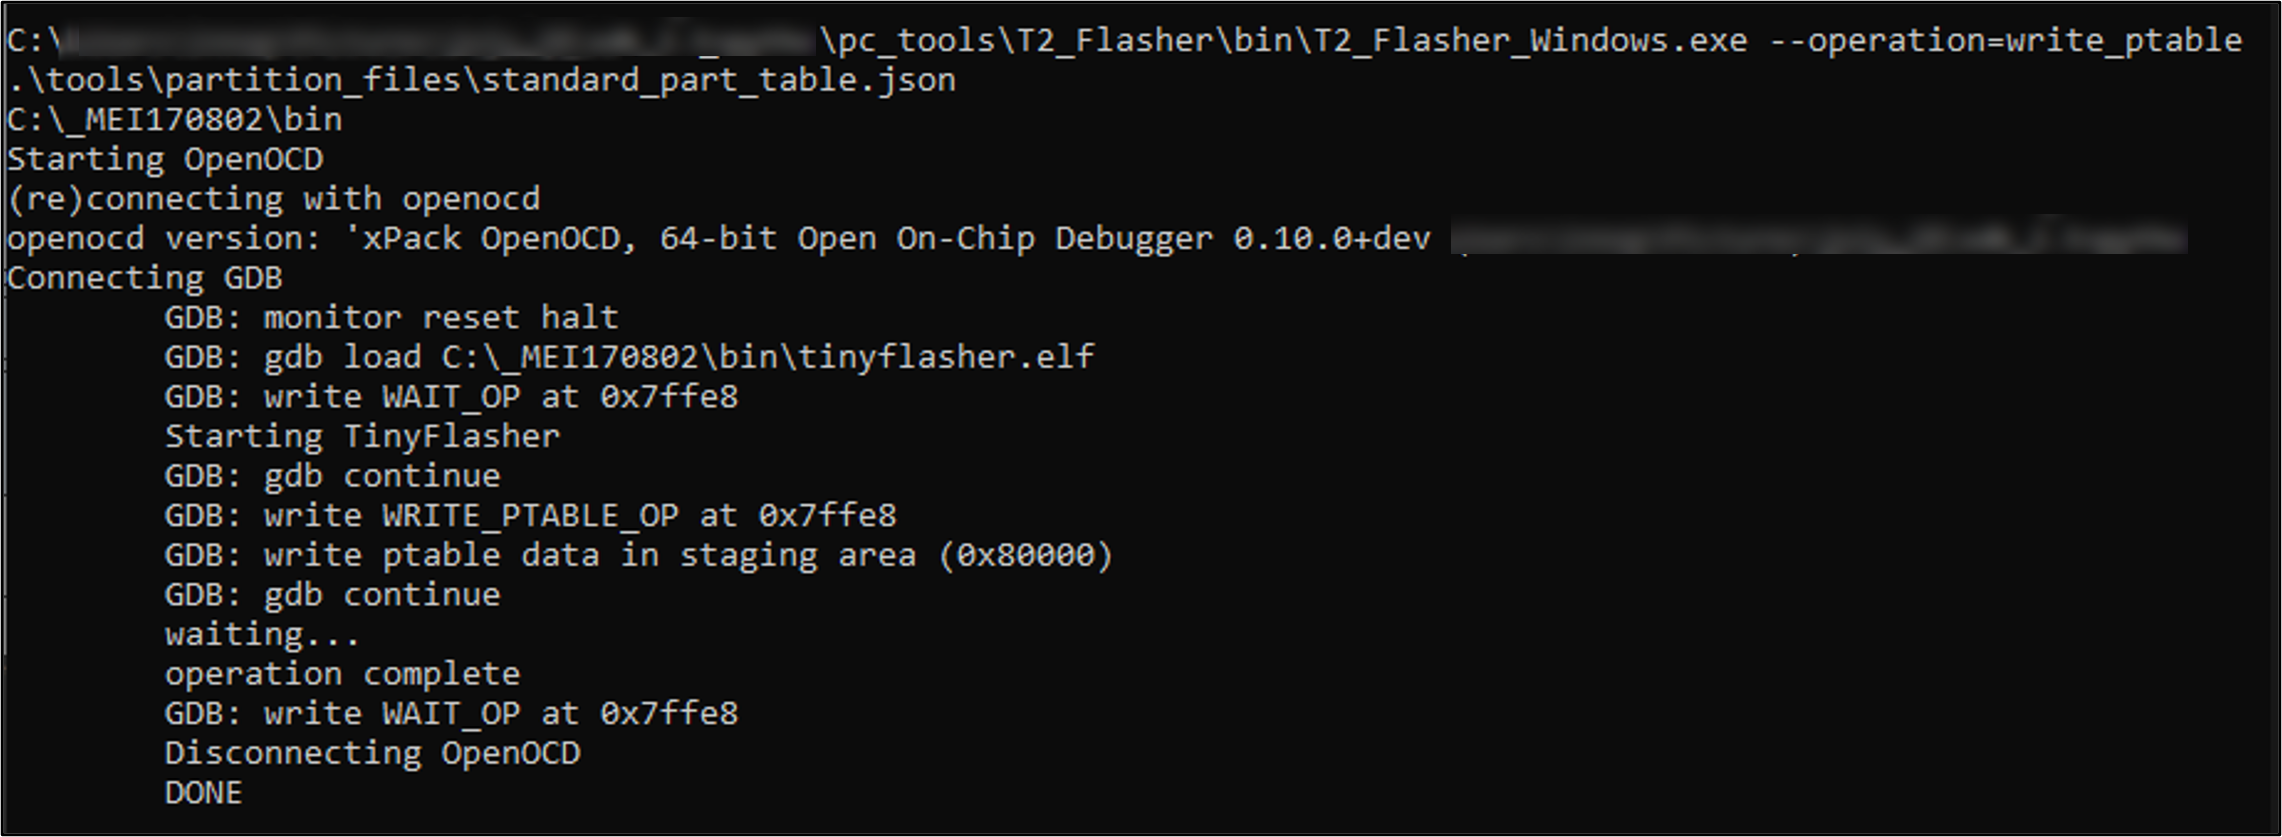 C:\ \pc_tools\T2_Flasher\bin\T2_Flasher_Windows.exe --operation=write_ptable
.\tools\partition_files\standard_part_table.json
C:\_MEI170802\bin
Starting OpenOCD
(re)connecting with openocd
openocd version: 'xPack OpenOCD, 64-bit Open On-Chip Debugger 0.10.0+dev
Connecting GDB
GDB: monitor reset halt
GDB: gdb load C:\_MEI170802\bin\tinyflasher.elf
GDB: write WAIT_OP at 0x7ffe8
Starting TinyFlasher
GDB: gdb continue
GDB: write WRITE_PTABLE_OP at 0x7ffe8
GDB: write ptable data in staging area (0x80000)
GDB: gdb continue
waiting...
operation complete
GDB: write WAIT_OP at 0x7ffe8
Disconnecting OpenOCD
DONE